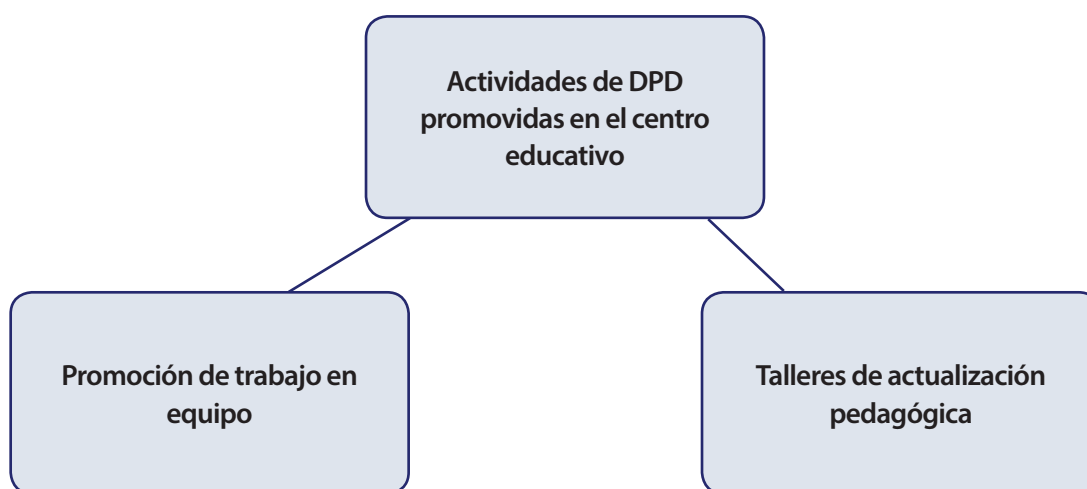 Actividades de DPD
promovidas en el centro
educativo
Promoción de trabajo en
equipo
Talleres de actualización
pedagógica